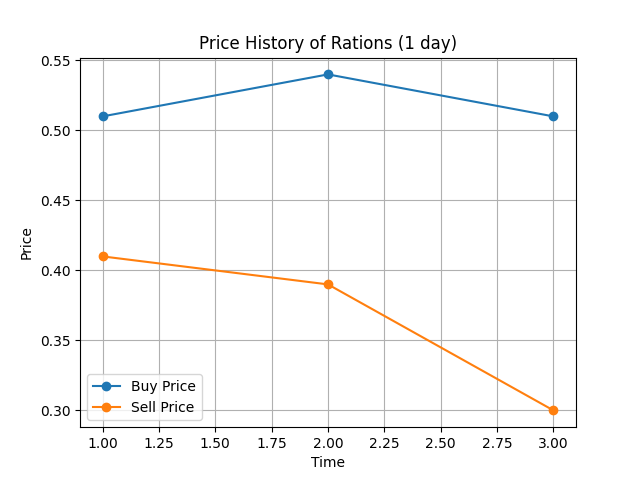 Price History of Rations (1 day)
0.55
0.50
0.45
0.40
0.35
0.30
Price
Buy Price
Sell Price
1.00 1.25 1.50 1.75 2.00 2.25 2.50 2.75 3.00
Time